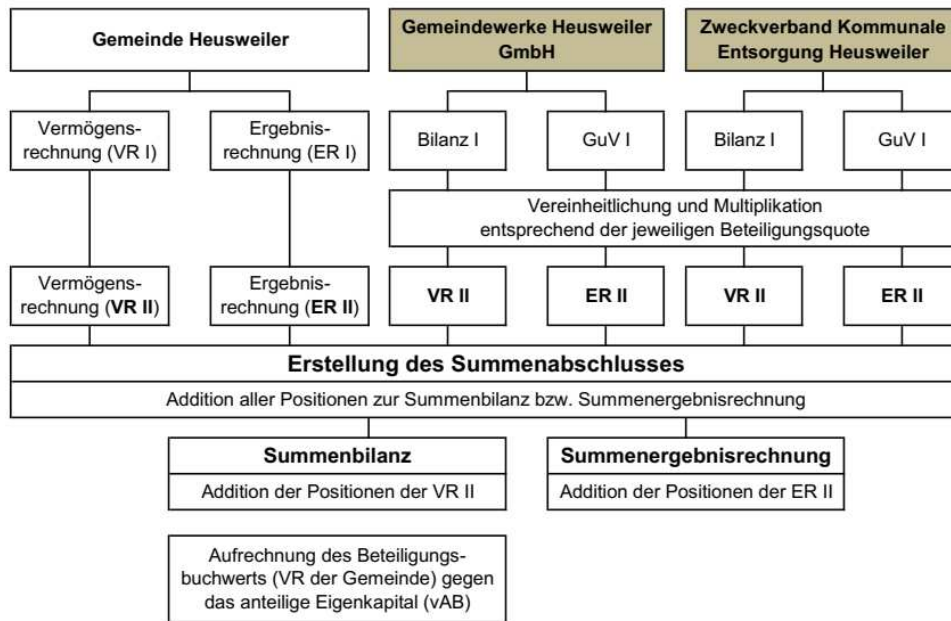 Gemeinde Heusweiler
Gemeindewerke Heusweiler
GmbH
Zweckverband Kommunale
Entsorgung Heusweiler
Vermögens-
rechnung (VR I)
Ergebnis-
rechnung (ER I)
Bilanz I
GuV I
Bilanz I
GuV I
Vereinheitlichung und Multiplikation
entsprechend der jeweiligen Beteiligungsquote
Vermögens-
rechnung (VR II)
Ergebnis-
rechnung (ER II)
VR II
ER II
VR II
ER II
Erstellung des Summenabschlusses
Addition aller Positionen zur Summenbilanz bzw. Summenergebnisrechnung
Summenbilanz
Addition der Positionen der VR II
Summenergebnisrechnung
Addition der Positionen der ER II
Aufrechnung des Beteiligungs-
buchwerts (VR der Gemeinde) gegen
das anteilige Eigenkapital (vAB)